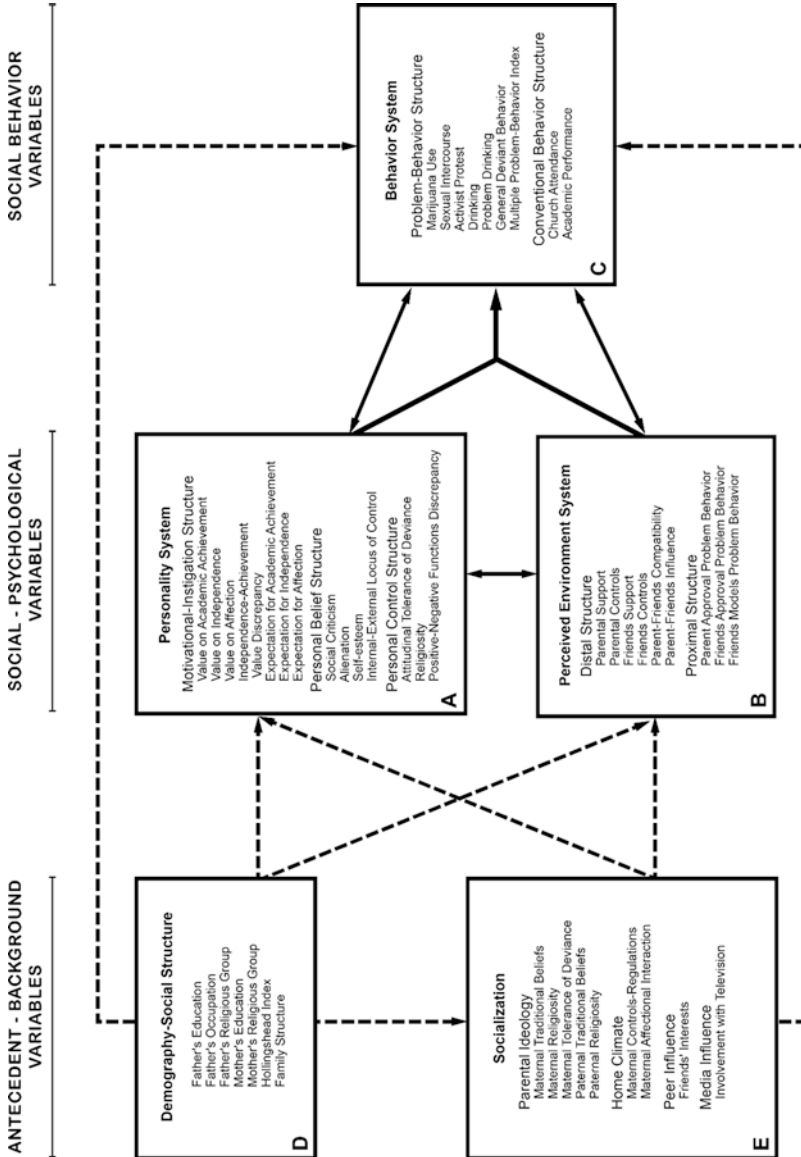 ANTECEDENT - BACKGROUND
VARIABLES
SOCIAL - PSYCHOLOGICAL
VARIABLES
SOCIAL BEHAVIOR
VARIABLES
Demography-Social Structure
Father's Education
Father's Occupation
Father's Religious Group
Mother's Education
Mother's Religious Group
Hollingshead Index
Family Structure
D
Socialization
Parental Ideology
Maternal Traditional Beliefs
Maternal Religiosity
Maternal Tolerance of Deviance
Paternal Traditional Beliefs
Paternal Religiosity
Home Climate
Maternal Controls-Regulations
Maternal Affectional Interaction
Peer Influence
Friends' Interests
Media Influence
Involvement with Television
E
Personality System
Motivational-Instigation Structure
Value on Academic Achievement
Value on Independence
Value on Affection
Independence-Achievement
Value Discrepancy
Expectation for Academic Achievement
Expectation for Independence
Expectation for Affection
Personal Belief Structure
Social Criticism
Alienation
Self-esteem
Internal-External Locus of Control
Personal Control Structure
Attitudinal Tolerance of Deviance
Religiosity
Positive-Negative Functions Discrepancy
A
Perceived Environment System
Distal Structure
Parental Support
Parental Controls
Friends Support
Friends Controls
Parent-Friends Compatibility
Parent-Friends Influence
Proximal Structure
Parent Approval Problem Behavior
Friends Approval Problem Behavior
Friends Models Problem Behavior
B
Behavior System
Problem-Behavior Structure
Marijuana Use
Sexual Intercourse
Activist Protest
Drinking
Problem Drinking
General Deviant Behavior
Multiple Problem-Behavior Index
Conventional Behavior Structure
Church Attendance
Academic Performance
C